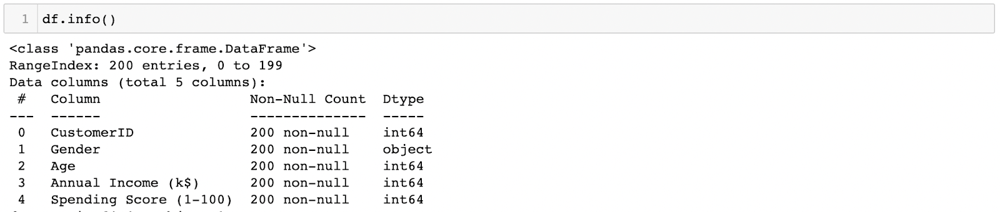 1 df.info()
<class 'pandas.core.frame.DataFrame'>
RangeIndex: 200 entries, 0 to 199
Data columns (total 5 columns):
 #   Column                  Non-Null Count  Dtype
---  ------                  --------------  -----
 0   CustomerID              200 non-null    int64
 1   Gender                  200 non-null    object
 2   Age                     200 non-null    int64
 3   Annual Income (k$)      200 non-null    int64
 4   Spending Score (1-100)  200 non-null    int64